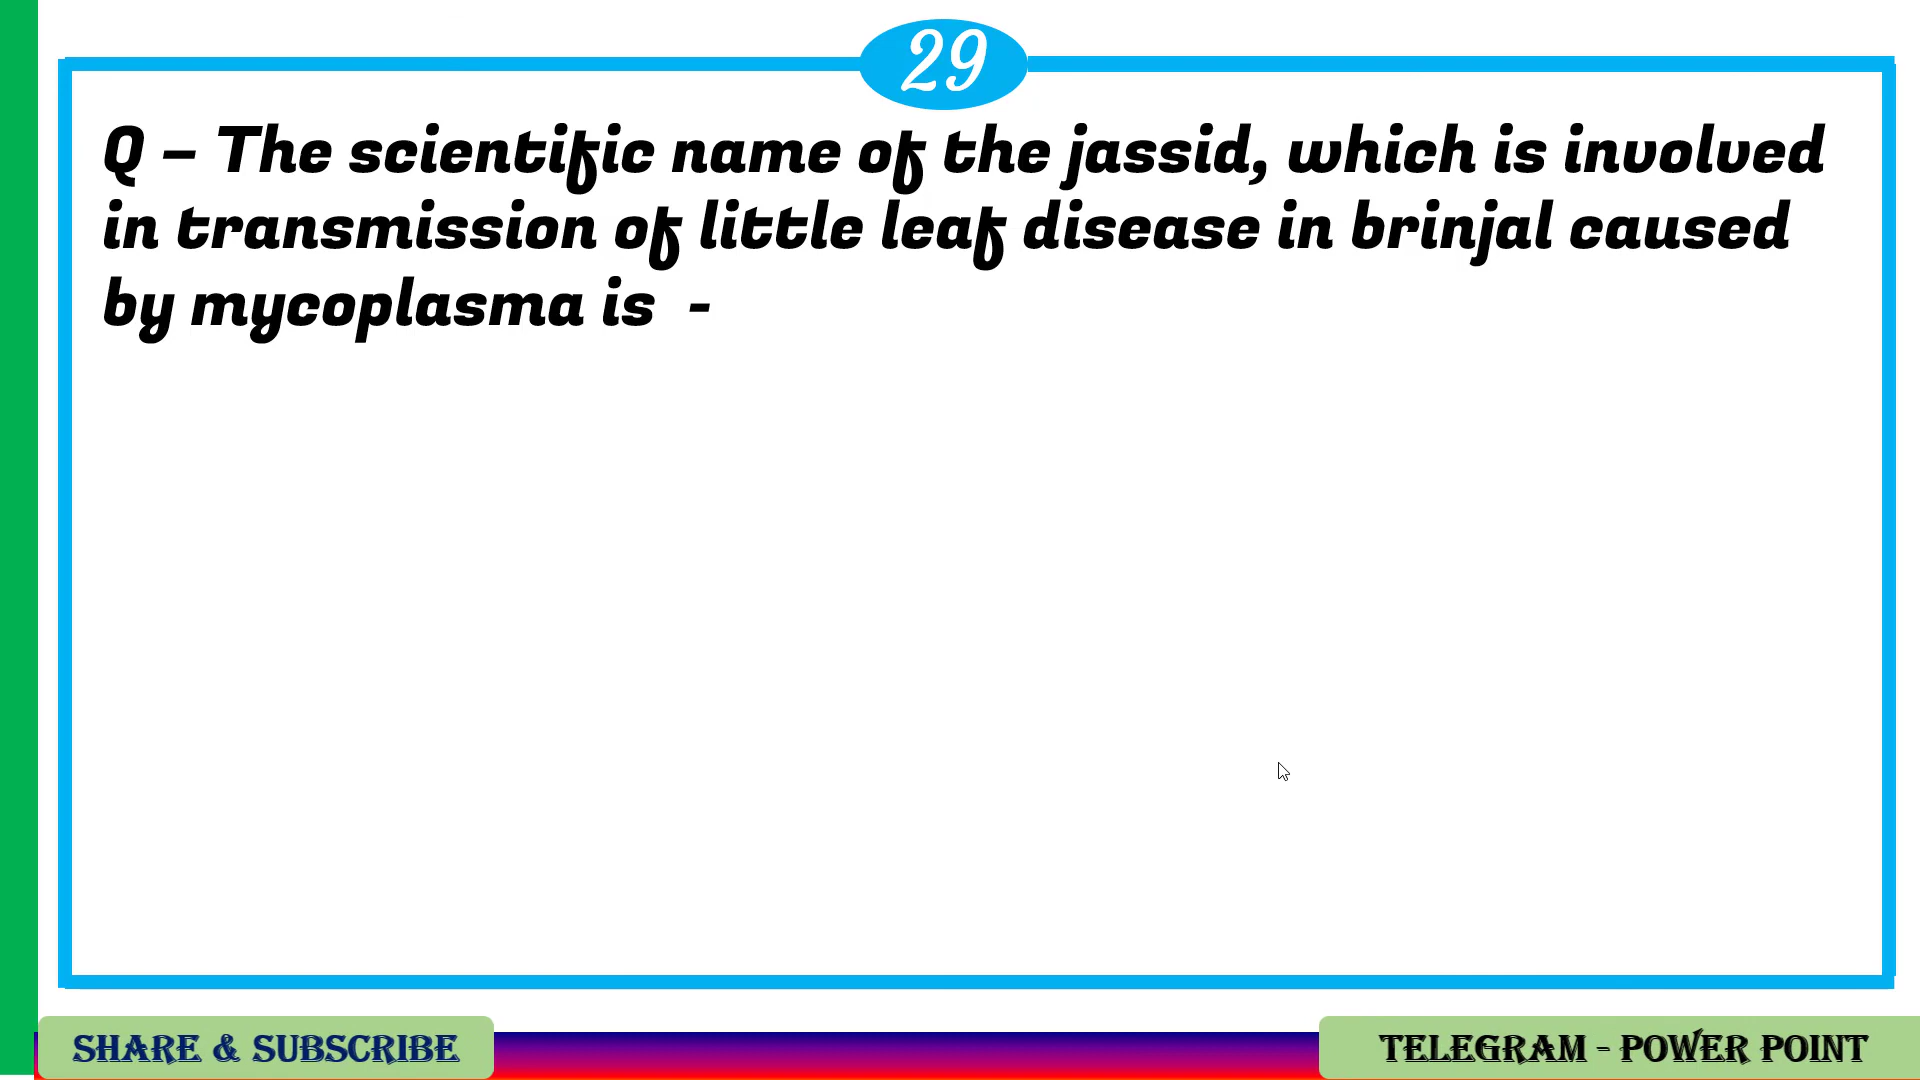 29
Q – The scientific name of the jassid, which is involved
in transmission of little leaf disease in brinjal caused
by mycoplasma is -
SHARE & SUBSCRIBE
TELEGRAM - POWER POINT